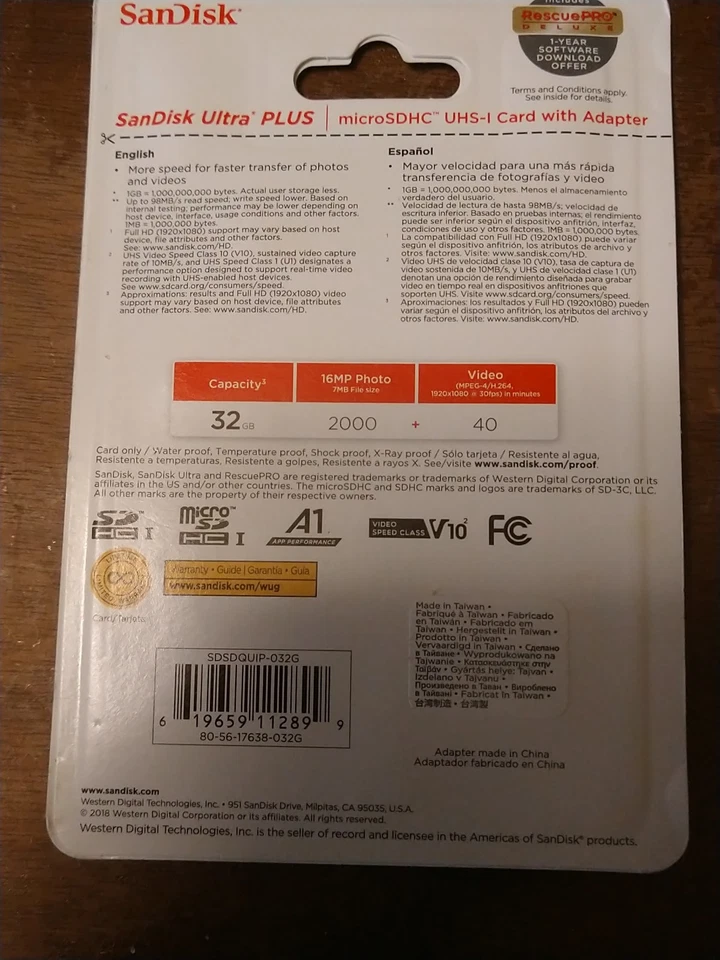 SanDisk®
Includes
RescuePRO®
DELUXE
1-YEAR
SOFTWARE
DOWNLOAD
OFFER
Terms and Conditions apply.
See inside for details.
SanDisk Ultra® PLUS | microSDHC™ UHS-I Card with Adapter
English
• More speed for faster transfer of photos
and videos
* 1GB = 1,000,000,000 bytes. Actual user storage less.
** Up to 98MB/s read speed; write speed lower. Based on
internal testing; performance may be lower depending on
host device, interface, usage conditions and other factors.
1MB = 1,000,000 bytes.
1 Full HD (1920x1080) support may vary based on host
device, file attributes and other factors.
See: www.sandisk.com/HD.
2 UHS Video Speed Class 10 (V10), sustained video capture
rate of 10MB/s, and UHS Speed Class 1 (U1) designates a
performance option designed to support real-time video
recording with UHS-enabled host devices.
See www.sdcard.org/consumers/speed.
3 Approximations: results and Full HD (1920x1080) video
support may vary based on host device, file attributes
and other factors. See: www.sandisk.com/HD.
Español
• Mayor velocidad para una más rápida
transferencia de fotografías y video
* 1GB = 1,000,000,000 bytes. Menos el almacenamiento
verdadero del usuario.
** Velocidad de lectura de hasta 98MB/s; velocidad de
escritura inferior. Basado en pruebas internas; el rendimiento
puede ser inferior según el dispositivo anfitrión, interfaz,
condiciones de uso y otros factores. 1MB = 1,000,000 bytes.
1 La compatibilidad con Full HD (1920x1080) puede variar
según el dispositivo anfitrión, los atributos de archivo y
otros factores. Visite: www.sandisk.com/HD.
2 Video UHS de velocidad clase 10 (V10), tasa de captura de
video sostenida de 10MB/s, y UHS de velocidad clase 1 (U1)
denotan una opción de rendimiento diseñada para grabar
video en tiempo real en dispositivos anfitriones que
soporten UHS. Visite www.sdcard.org/consumers/speed.
3 Aproximaciones: los resultados y Full HD (1920x1080) pueden
variar según el dispositivo anfitrión, los atributos del archivo y
otros factores. Visite: www.sandisk.com/HD.
Capacity³
16MP Photo
7MB File size
Video
(MPEG-4/H.264,
1920x1080 @ 30fps) in minutes
32GB 2000 + 40
Card only / Water proof, Temperature proof, Shock proof, X-Ray proof / Sólo tarjeta / Resistente al agua,
Resistente a temperaturas, Resistente a golpes, Resistente a rayos X. See/visite www.sandisk.com/proof.
SanDisk, SanDisk Ultra and RescuePRO are registered trademarks or trademarks of Western Digital Corporation or its
affiliates in the US and/or other countries. The microSDHC and SDHC marks and logos are trademarks of SD-3C, LLC.
All other marks are the property of their respective owners.
SD HC I
micro™ SD HC I
A1
APP PERFORMANCE
VIDEO
SPEED CLASS V10²
FC
Warranty • Guide | Garantía • Guía
www.sandisk.com/wug
Card/Tarjeta
SDSDQUIP-032G
6 19659 11289 9
80-56-17638-032G
Made in Taiwan •
Fabriqué à Taiwan • Fabricado
en Taiwán • Fabricado em
Taiwan • Hergestellt in Taiwan •
Prodotto in Taiwan •
Vervaardigd in Taiwan • Сделано
в Тайване • Wyprodukowano na
Tajwanie • Κατασκευάστηκε στην
Ταϊβάν • Gyártás helye: Tajvan •
Izdelano v Tajvanu •
Произведено в Таван • Вироблено
в Тайвані • Fabricat în Taiwan •
台湾制造 • 台灣製
Adapter made in China
Adaptador fabricado en China
www.sandisk.com
Western Digital Technologies, Inc. • 951 SanDisk Drive, Milpitas, CA 95035, U.S.A.
© 2018 Western Digital Corporation or its affiliates. All rights reserved.
Western Digital Technologies, Inc. is the seller of record and licensee in the Americas of SanDisk® products.